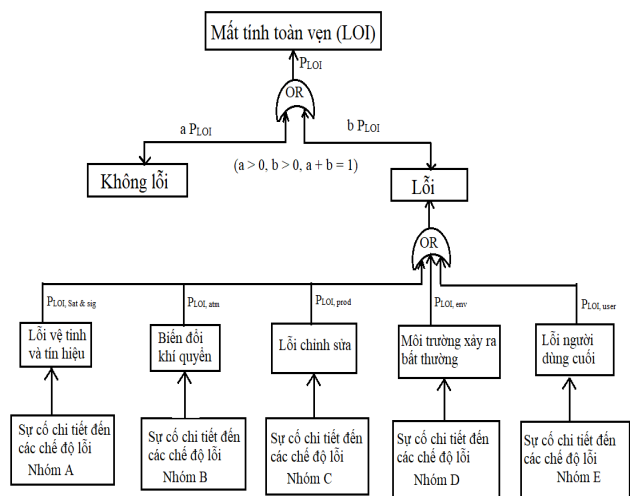 Mất tính toàn vẹn (LOI)
PLOI
OR
a PLOI
b PLOI
(a > 0, b > 0, a + b = 1)
Không lỗi
Lỗi
OR
PLOI, Sat & sig
PLOI, atm
PLOI, prod
PLOI, env
PLOI, user
Lỗi vệ tinh
và tín hiệu
Biến đổi
khí quyển
Lỗi chỉnh sửa
Môi trường xảy ra
bất thường
Lỗi người
dùng cuối
Sự cố chi tiết đến
các chế độ lỗi
Nhóm A
Sự cố chi tiết đến
các chế độ lỗi
Nhóm B
Sự cố chi tiết đến
các chế độ lỗi
Nhóm C
Sự cố chi tiết đến
các chế độ lỗi
Nhóm D
Sự cố chi tiết đến
các chế độ lỗi
Nhóm E